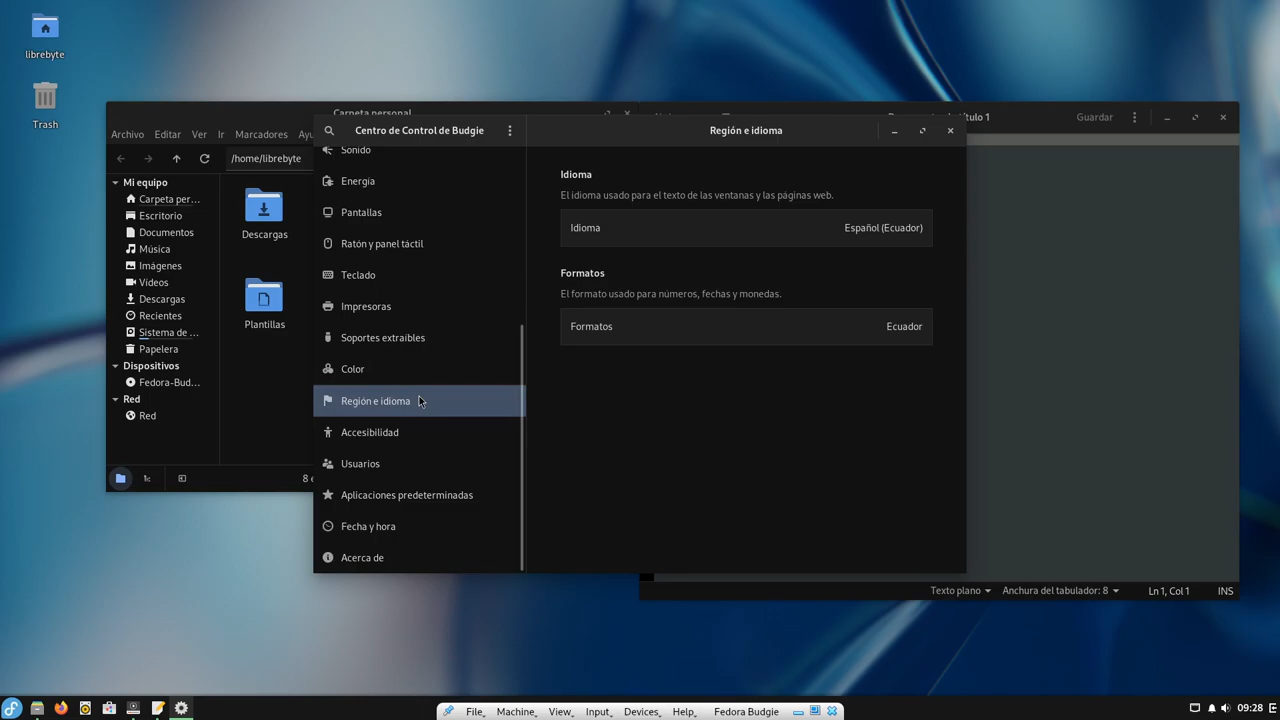 librebyte
Trash
Carpeta personal
Archivo Editar Ver Ir Marcadores
/home/librebyte
Mi equipo
Carpeta per...
Escritorio
Documentos
Música
Imágenes
Vídeos
Descargas
Recientes
Sistema de ...
Papelera
Dispositivos
Fedora-Bud...
Red
Red
Descargas
Plantillas
Centro de Control de Budgie
Sonido
Energía
Pantallas
Ratón y panel táctil
Teclado
Impresoras
Soportes extraíbles
Color
Región e idioma
Accesibilidad
Usuarios
Aplicaciones predeterminadas
Fecha y hora
Acerca de
Región e idioma
Idioma
El idioma usado para el texto de las ventanas y las páginas web.
Idioma Español (Ecuador)
Formatos
El formato usado para números, fechas y monedas.
Formatos Ecuador
Guardar
Texto plano Anchura del tabulador: 8 Ln 1, Col 1 INS
File Machine View Input Devices Help Fedora Budgie
09:28